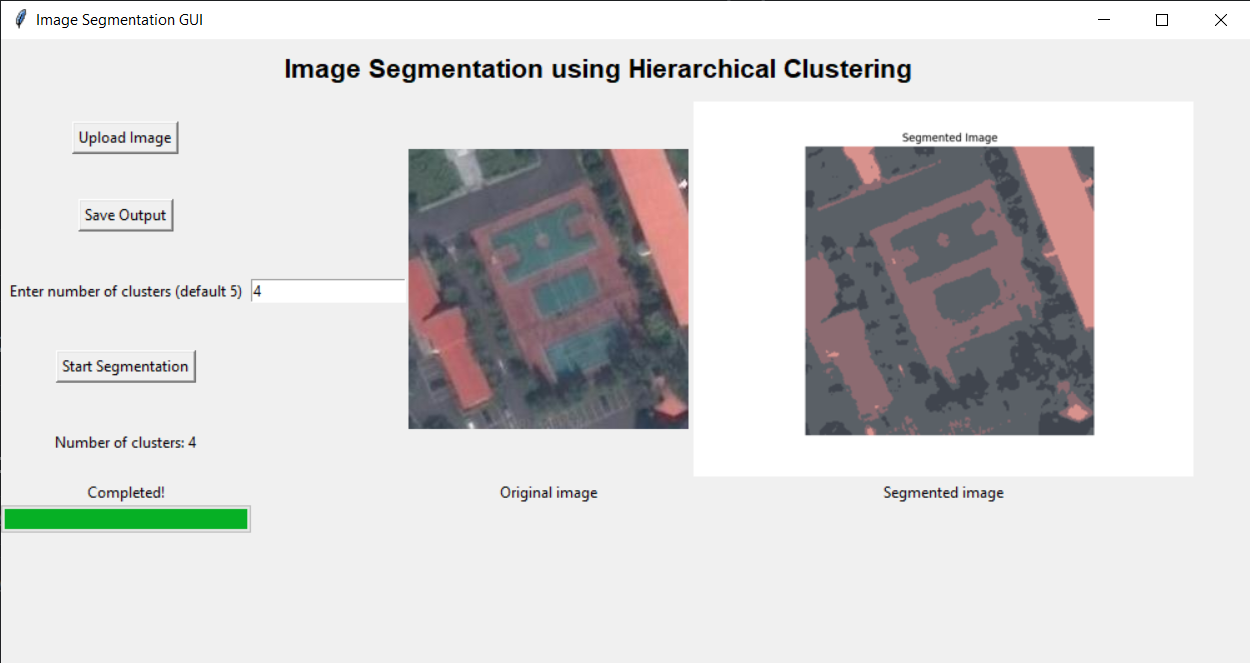 Image Segmentation GUI
Image Segmentation using Hierarchical Clustering
Upload Image
Segmented Image
Save Output
Enter number of clusters (default 5) 4
Start Segmentation
Number of clusters: 4
Completed!
Original image
Segmented image